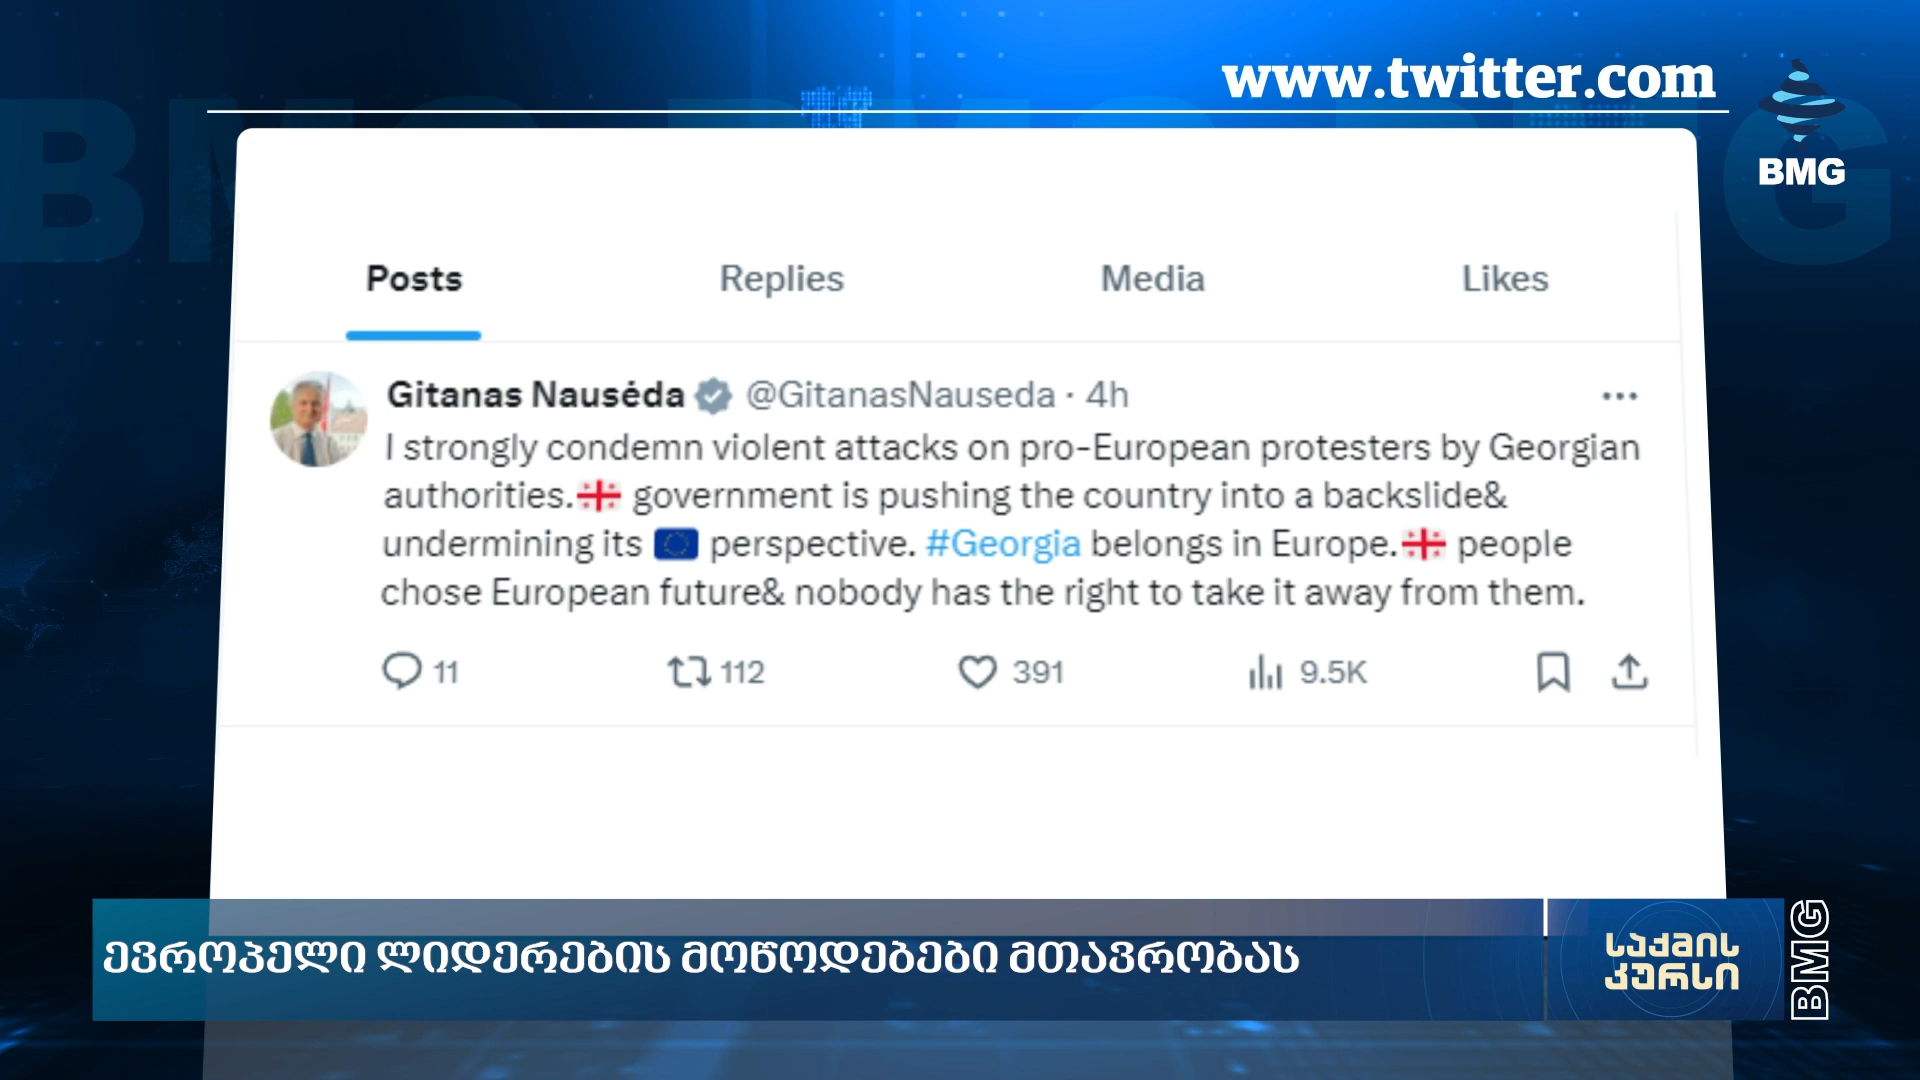 www.twitter.com
BMG
Posts Replies Media Likes
Gitanas Nausėda @GitanasNauseda · 4h
I strongly condemn violent attacks on pro-European protesters by Georgian
authorities.🇬🇪 government is pushing the country into a backslide&
undermining its 🇪🇺 perspective. #Georgia belongs in Europe.🇬🇪 people
chose European future& nobody has the right to take it away from them.
11 112 391 9.5K
ევროპელი ლიდერების მოწოდებები მთავრობას
საქმის
კურსი
BMG